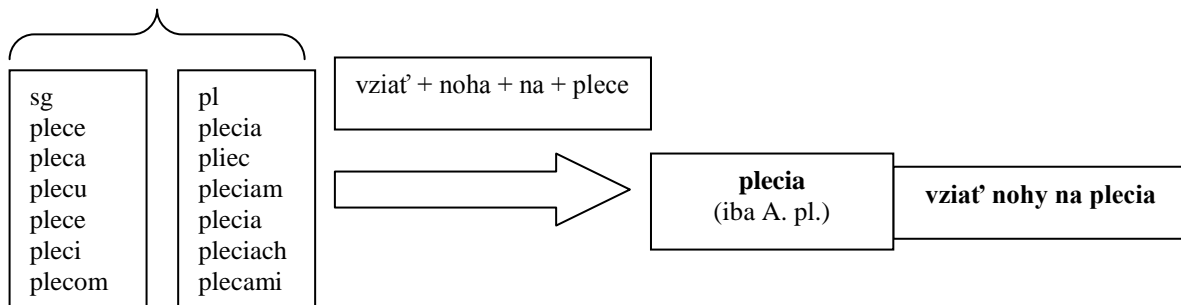 sg
plece
pleca
plecu
plece
pleci
plecom
pl
plecia
pliec
pleciam
plecia
pleciach
plecami
vziať + noha + na + plece
plecia
(iba A. pl.)
vziať nohy na plecia